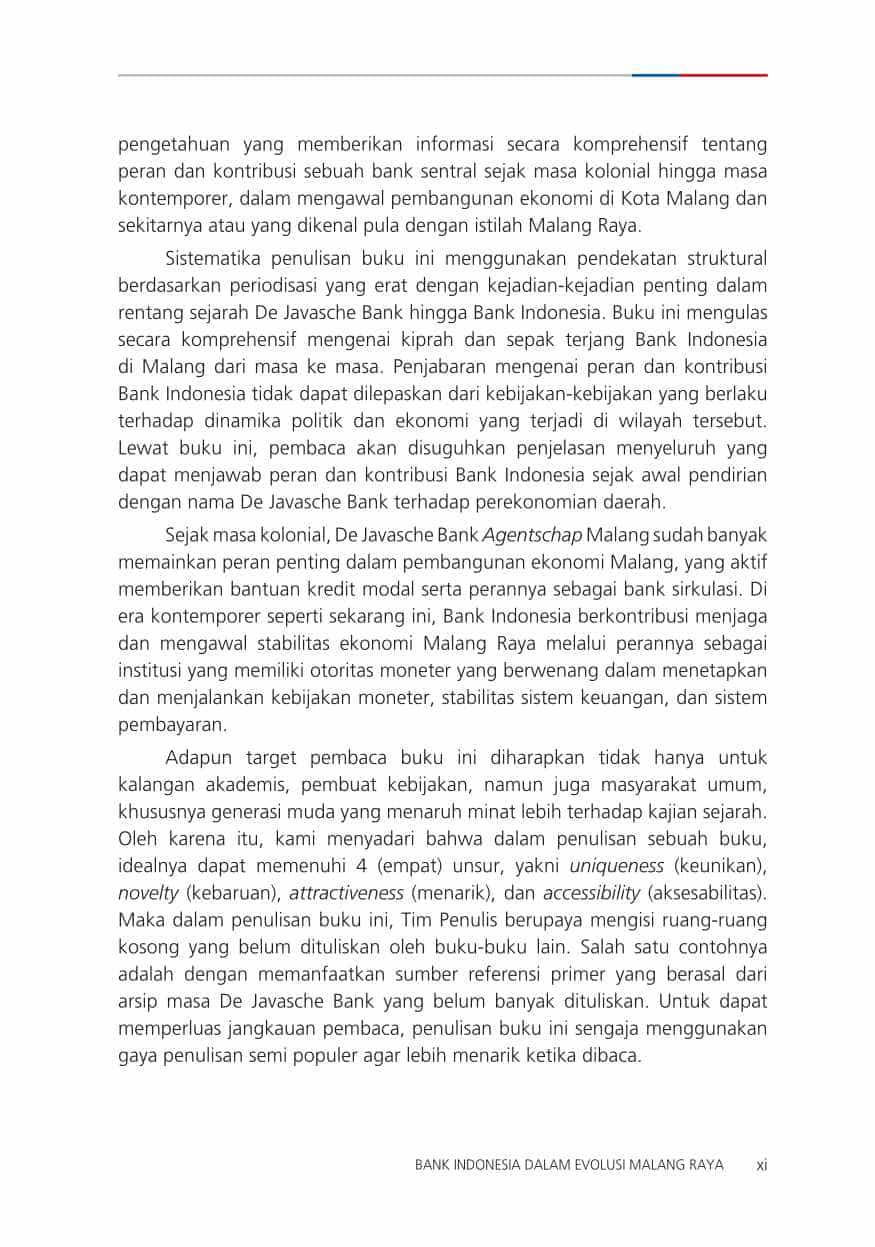 pengetahuan yang memberikan informasi secara komprehensif tentang
peran dan kontribusi sebuah bank sentral sejak masa kolonial hingga masa
kontemporer, dalam mengawal pembangunan ekonomi di Kota Malang dan
sekitarnya atau yang dikenal pula dengan istilah Malang Raya.
Sistematika penulisan buku ini menggunakan pendekatan struktural
berdasarkan periodisasi yang erat dengan kejadian-kejadian penting dalam
rentang sejarah De Javasche Bank hingga Bank Indonesia. Buku ini mengulas
secara komprehensif mengenai kiprah dan sepak terjang Bank Indonesia
di Malang dari masa ke masa. Penjabaran mengenai peran dan kontribusi
Bank Indonesia tidak dapat dilepaskan dari kebijakan-kebijakan yang berlaku
terhadap dinamika politik dan ekonomi yang terjadi di wilayah tersebut.
Lewat buku ini, pembaca akan disuguhkan penjelasan menyeluruh yang
dapat menjawab peran dan kontribusi Bank Indonesia sejak awal pendirian
dengan nama De Javasche Bank terhadap perekonomian daerah.
Sejak masa kolonial, De Javasche Bank Agentschap Malang sudah banyak
memainkan peran penting dalam pembangunan ekonomi Malang, yang aktif
memberikan bantuan kredit modal serta perannya sebagai bank sirkulasi. Di
era kontemporer seperti sekarang ini, Bank Indonesia berkontribusi menjaga
dan mengawal stabilitas ekonomi Malang Raya melalui perannya sebagai
institusi yang memiliki otoritas moneter yang berwenang dalam menetapkan
dan menjalankan kebijakan moneter, stabilitas sistem keuangan, dan sistem
pembayaran.
Adapun target pembaca buku ini diharapkan tidak hanya untuk
kalangan akademis, pembuat kebijakan, namun juga masyarakat umum,
khususnya generasi muda yang menaruh minat lebih terhadap kajian sejarah.
Oleh karena itu, kami menyadari bahwa dalam penulisan sebuah buku,
idealnya dapat memenuhi 4 (empat) unsur, yakni uniqueness (keunikan),
novelty (kebaruan), attractiveness (menarik), dan accessibility (aksesabilitas).
Maka dalam penulisan buku ini, Tim Penulis berupaya mengisi ruang-ruang
kosong yang belum dituliskan oleh buku-buku lain. Salah satu contohnya
adalah dengan memanfaatkan sumber referensi primer yang berasal dari
arsip masa De Javasche Bank yang belum banyak dituliskan. Untuk dapat
memperluas jangkauan pembaca, penulisan buku ini sengaja menggunakan
gaya penulisan semi populer agar lebih menarik ketika dibaca.
BANK INDONESIA DALAM EVOLUSI MALANG RAYA xi